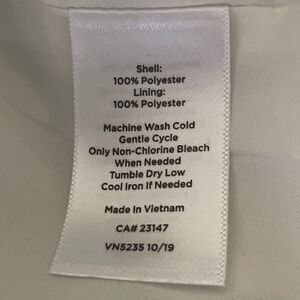 Shell:
100% Polyester
Lining:
100% Polyester
Machine Wash Cold
Gentle Cycle
Only Non-Chlorine Bleach
When Needed
Tumble Dry Low
Cool Iron If Needed
Made In Vietnam
CA# 23147
VN5235 10/19